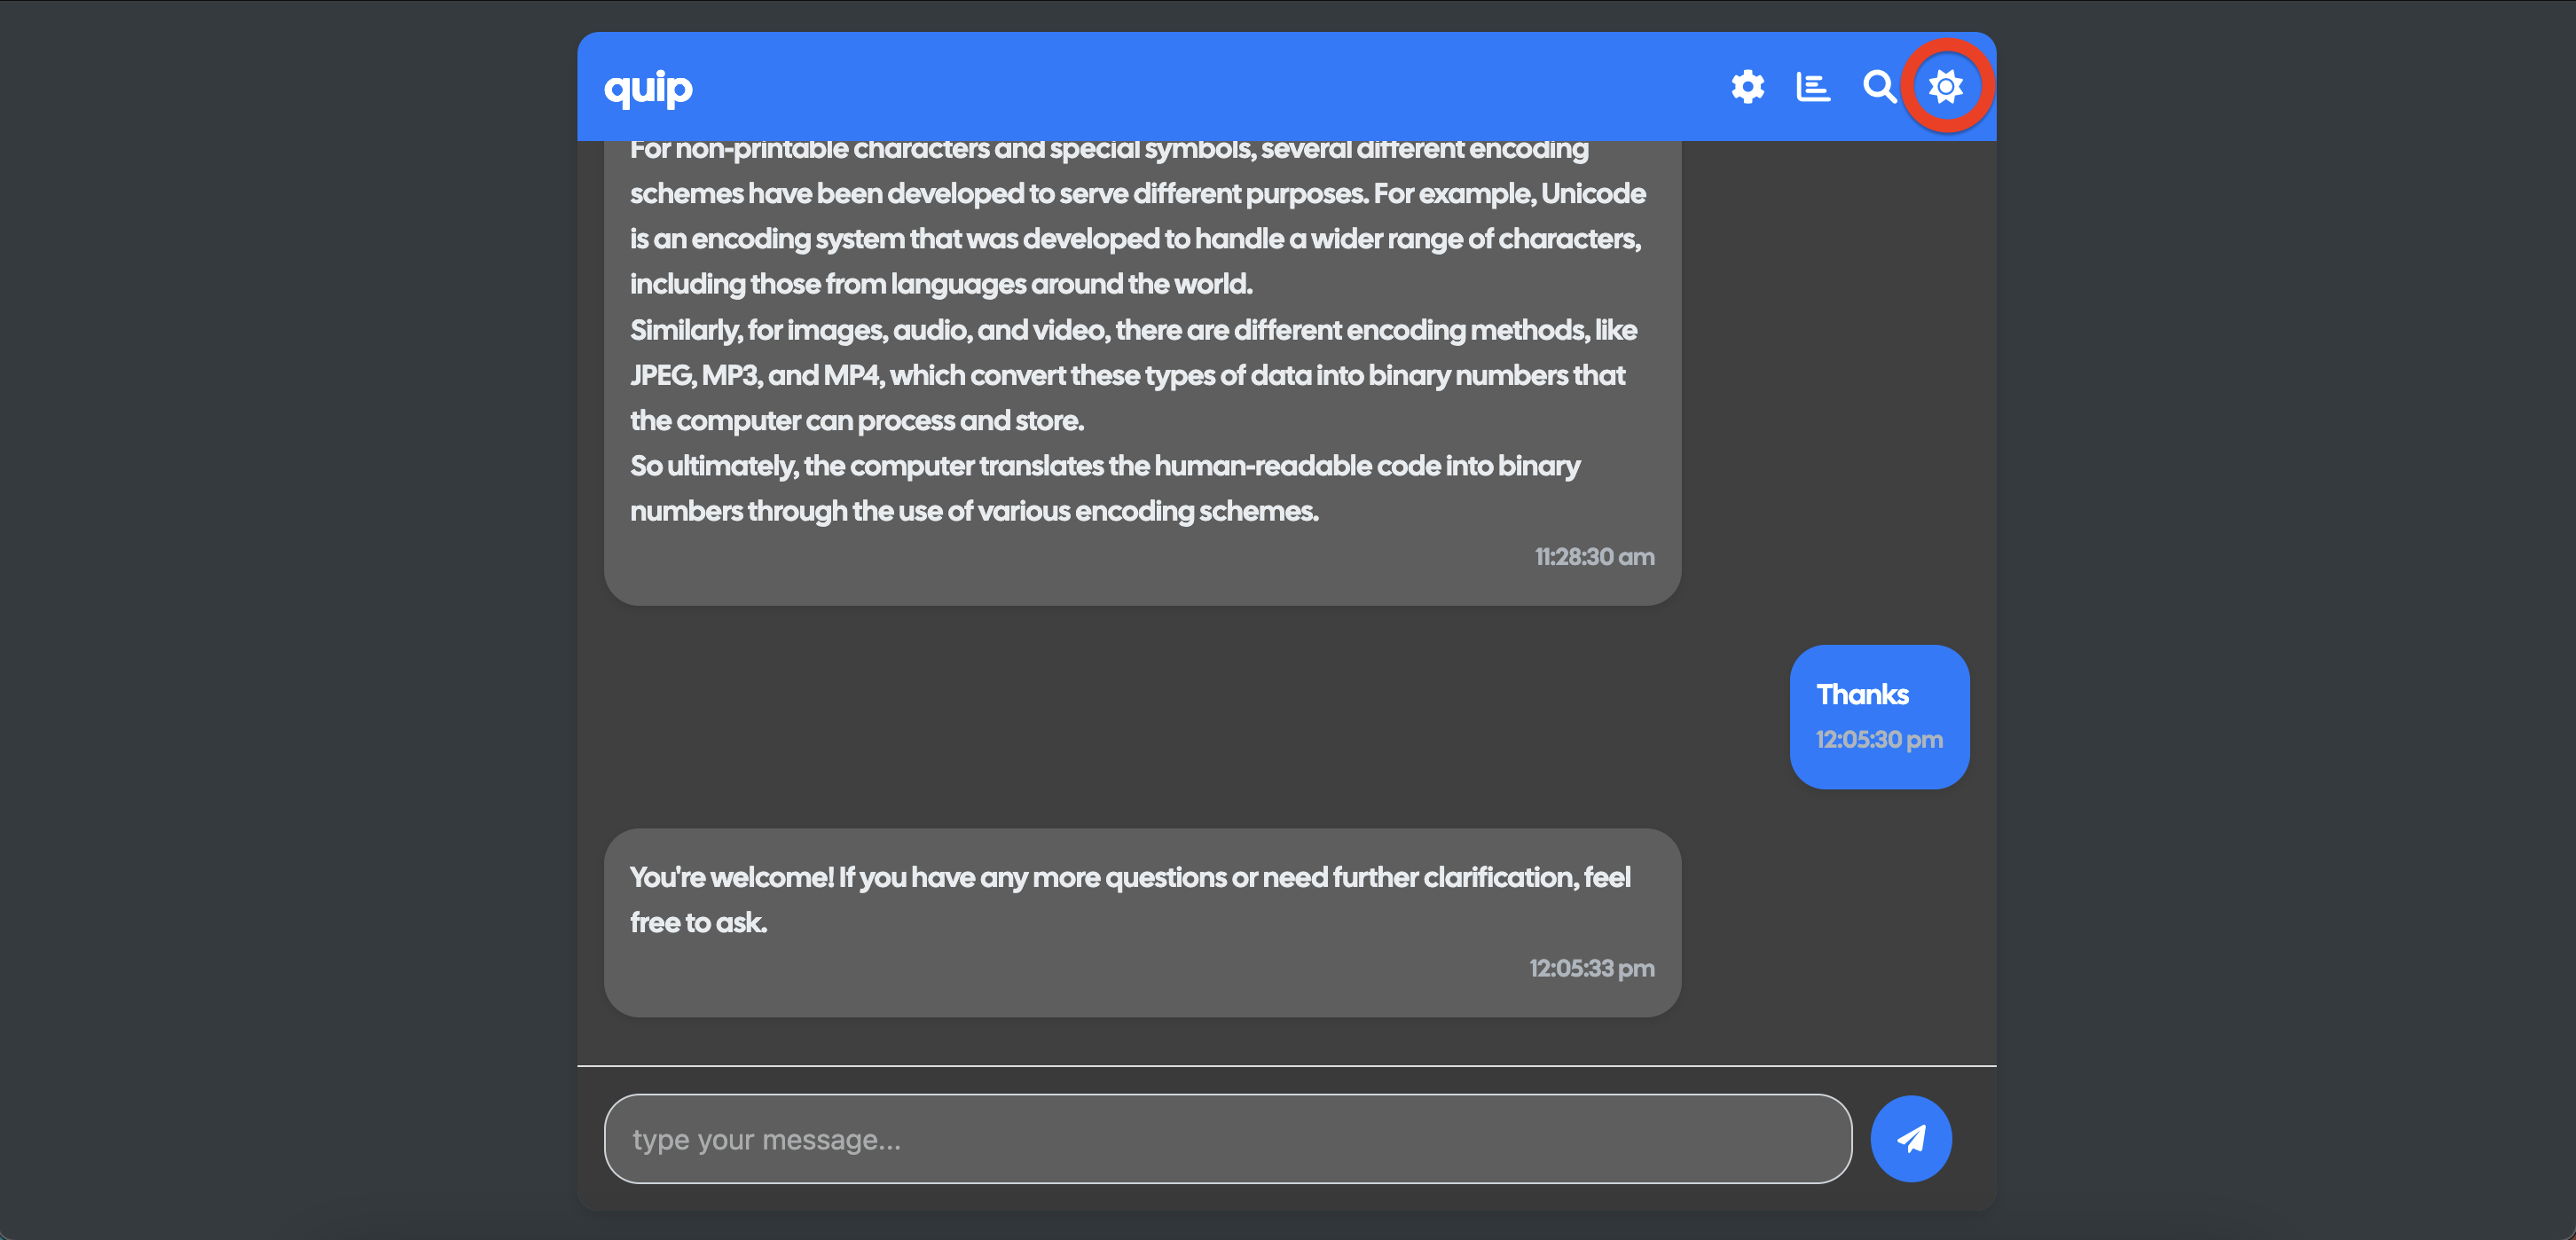 quip
For non-printable characters and special symbols, several different encoding
schemes have been developed to serve different purposes. For example, Unicode
is an encoding system that was developed to handle a wider range of characters,
including those from languages around the world.
Similarly, for images, audio, and video, there are different encoding methods, like
JPEG, MP3, and MP4, which convert these types of data into binary numbers that
the computer can process and store.
So ultimately, the computer translates the human-readable code into binary
numbers through the use of various encoding schemes.
11:28:30 am
Thanks
12:05:30 pm
You're welcome! If you have any more questions or need further clarification, feel
free to ask.
12:05:33 pm
type your message...